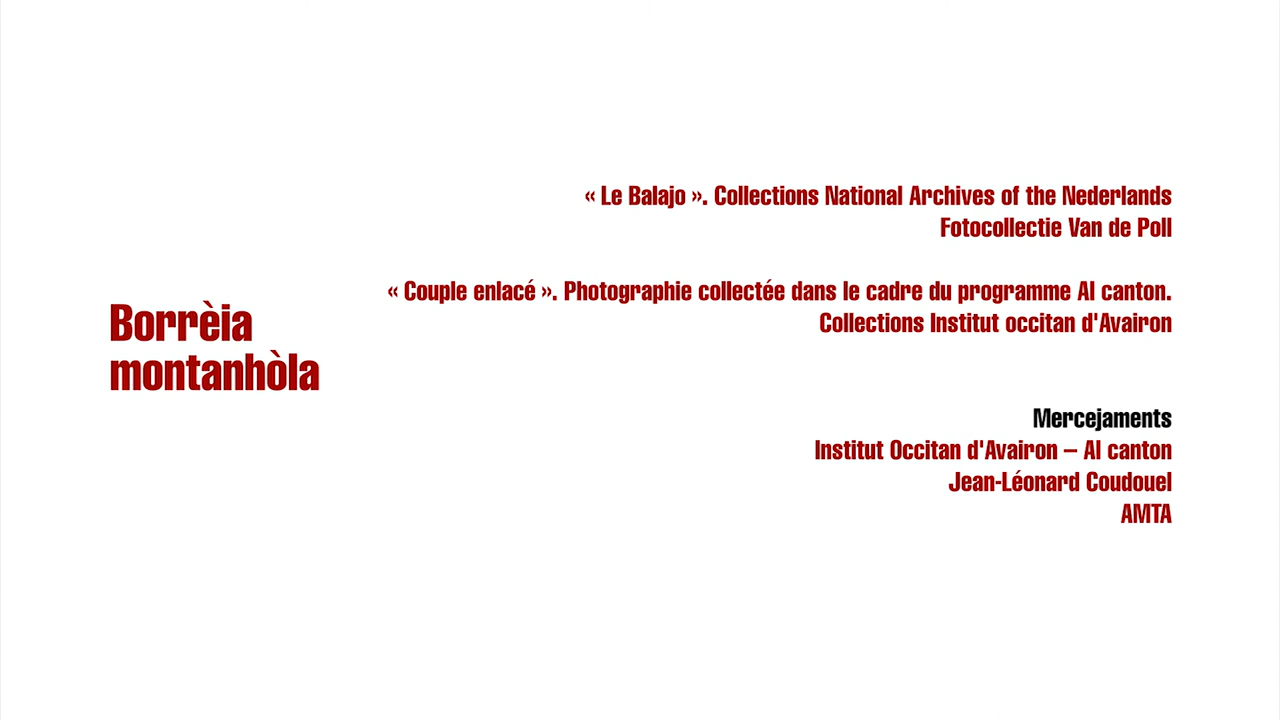 Borrèia
montanhòla
« Le Balajo ». Collections National Archives of the Nederlands
Fotocollectie Van de Poll
« Couple enlacé ». Photographie collectée dans le cadre du programme Al canton.
Collections Institut occitan d'Avairon
Mercejaments
Institut Occitan d'Avairon – Al canton
Jean-Léonard Coudouel
AMTA